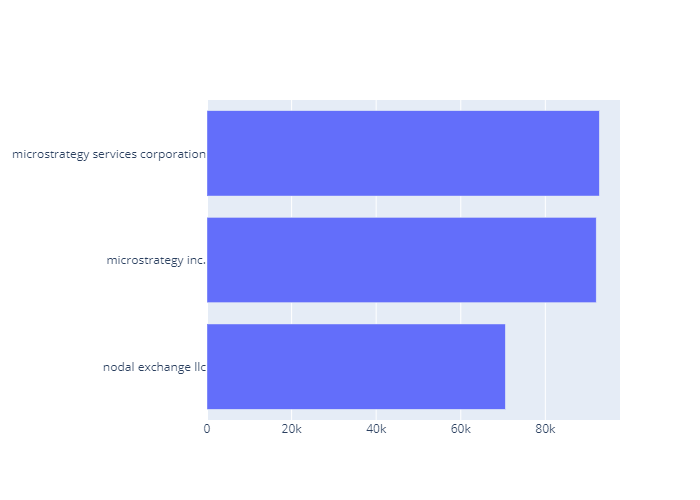 microstrategy services corporation
microstrategy inc.
nodal exchange llc
0 20k 40k 60k 80k